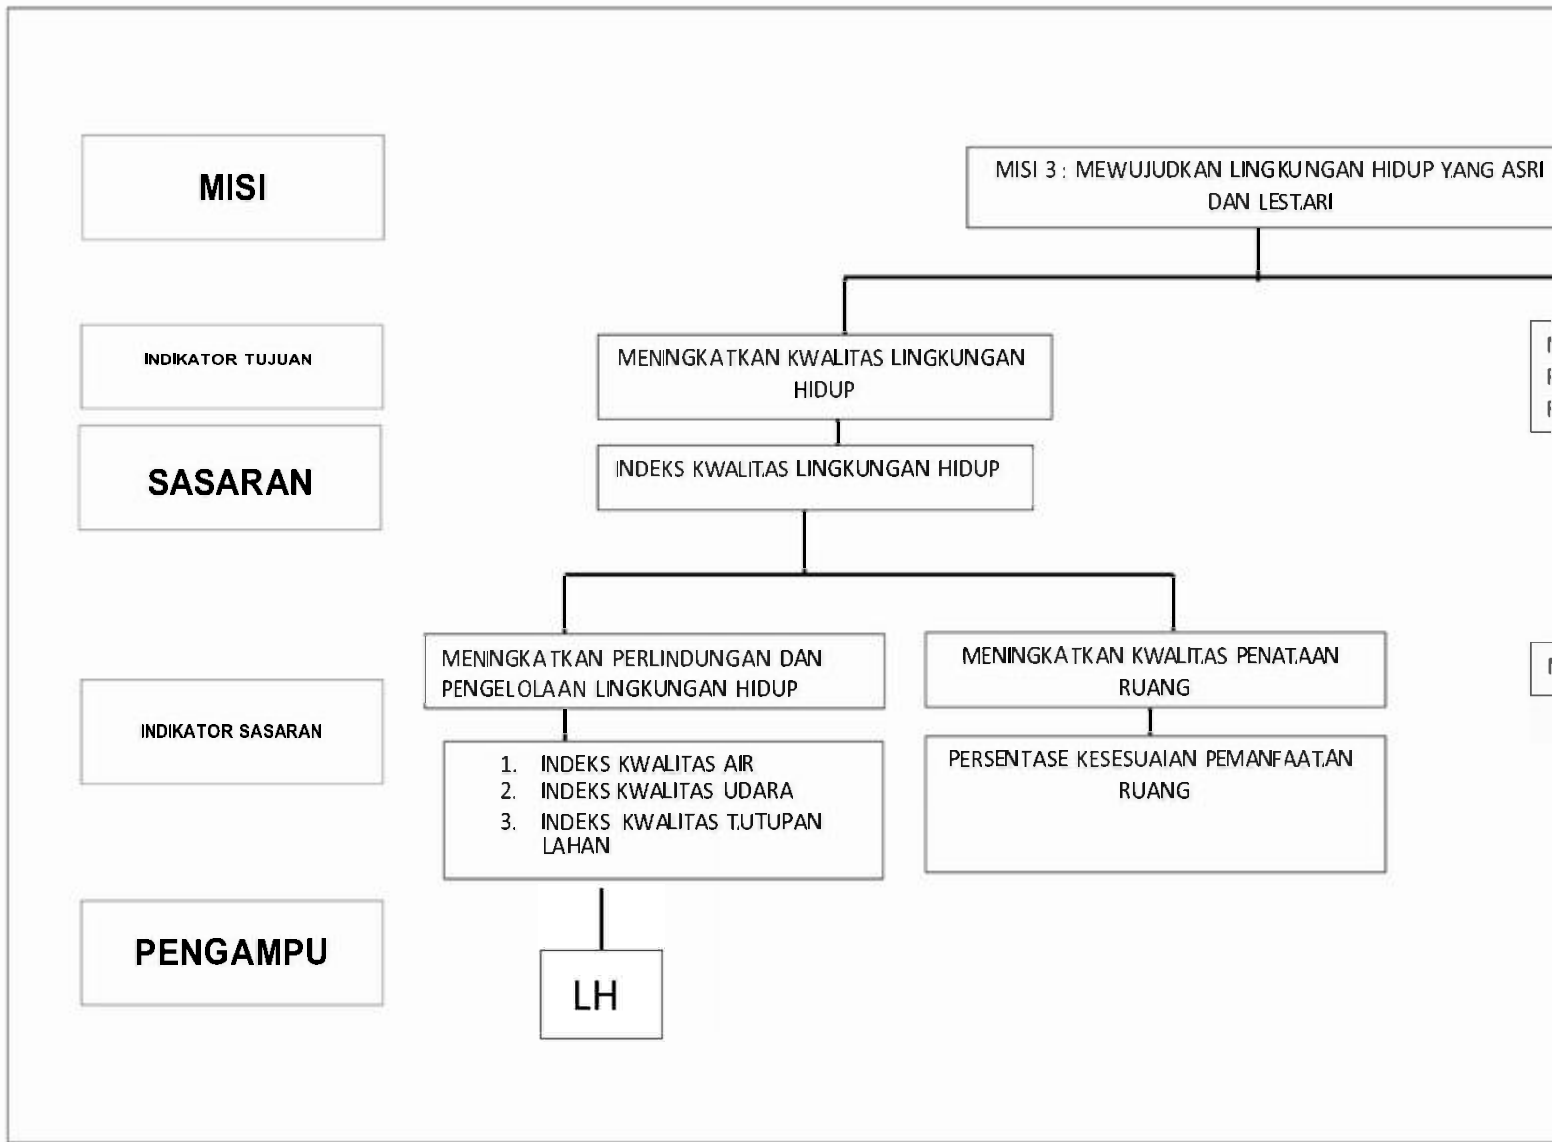 MISI
MISI 3 : MEWUJUDKAN LINGKUNGAN HIDUP YANG ASRI
DAN LESTARI
INDIKATOR TUJUAN
MENINGKATKAN KWALITAS LINGKUNGAN
HIDUP
SASARAN
INDEKS KWALITAS LINGKUNGAN HIDUP
MENINGKATKAN PERLINDUNGAN DAN
PENGELOLAAN LINGKUNGAN HIDUP
MENINGKATKAN KWALITAS PENATAAN
RUANG
INDIKATOR SASARAN
1. INDEKS KWALITAS AIR
2. INDEKS KWALITAS UDARA
3. INDEKS KWALITAS TUTUPAN
LAHAN
PERSENTASE KESESUAIAN PEMANFAATAN
RUANG
PENGAMPU
LH